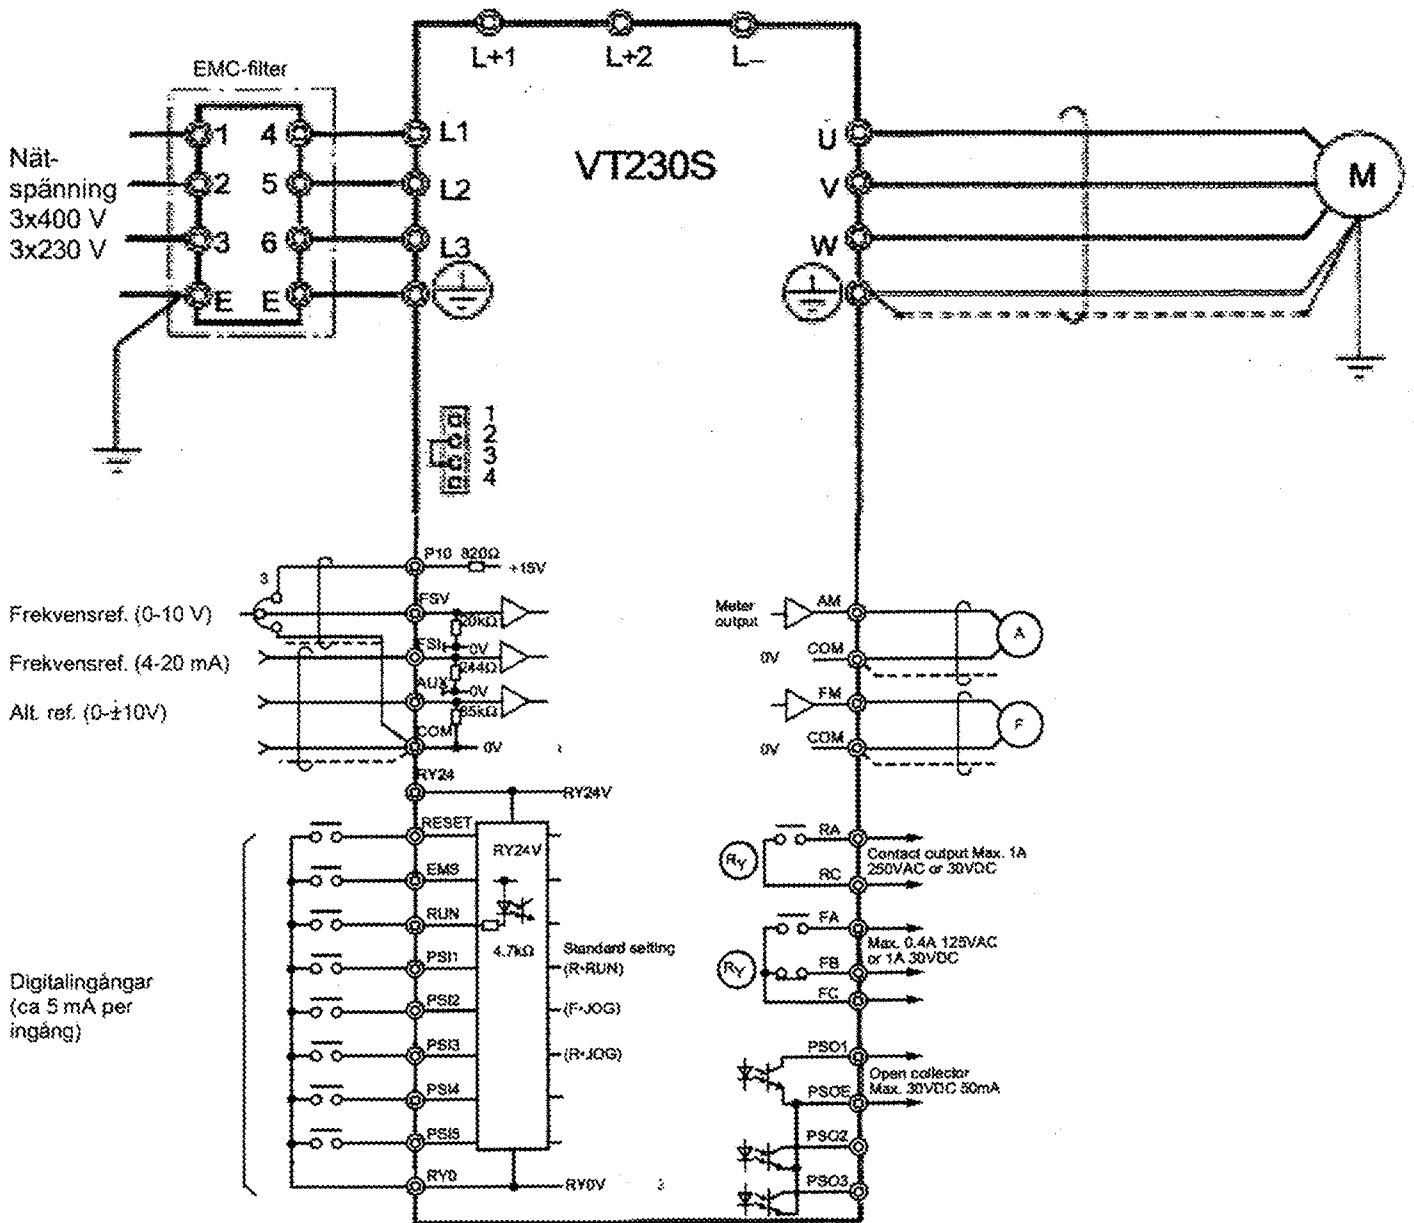 L+1
L+2
L–
EMC-filter
Nät-
spänning
3x400 V
3x230 V
1
2
3
E
4
5
6
E
L1
L2
L3
VT230S
U
V
W
M
1
2
3
4
P10
820Ω
+15V
3
Frekvensref. (0-10 V)
FSV
20kΩ
FSI
0V
Frekvensref. (4-20 mA)
244Ω
AUX
0V
Alt. ref. (0-±10V)
85kΩ
COM
0V
Meter
output
AM
A
0V
COM
FM
F
0V
COM
RY24
RY24V
RESET
RY24V
EMS
RUN
4.7kΩ
Standard setting
PSI1
(R•RUN)
PSI2
(F•JOG)
PSI3
(R•JOG)
PSI4
PSI5
RY0
RY0V
Digitalingångar
(ca 5 mA per
ingång)
RY
RA
RC
Contact output Max. 1A
250VAC or 30VDC
RY
FA
FB
FC
Max. 0.4A 125VAC
or 1A 30VDC
PSO1
PSOE
Open collector
Max. 30VDC 50mA
PSO2
PSO3